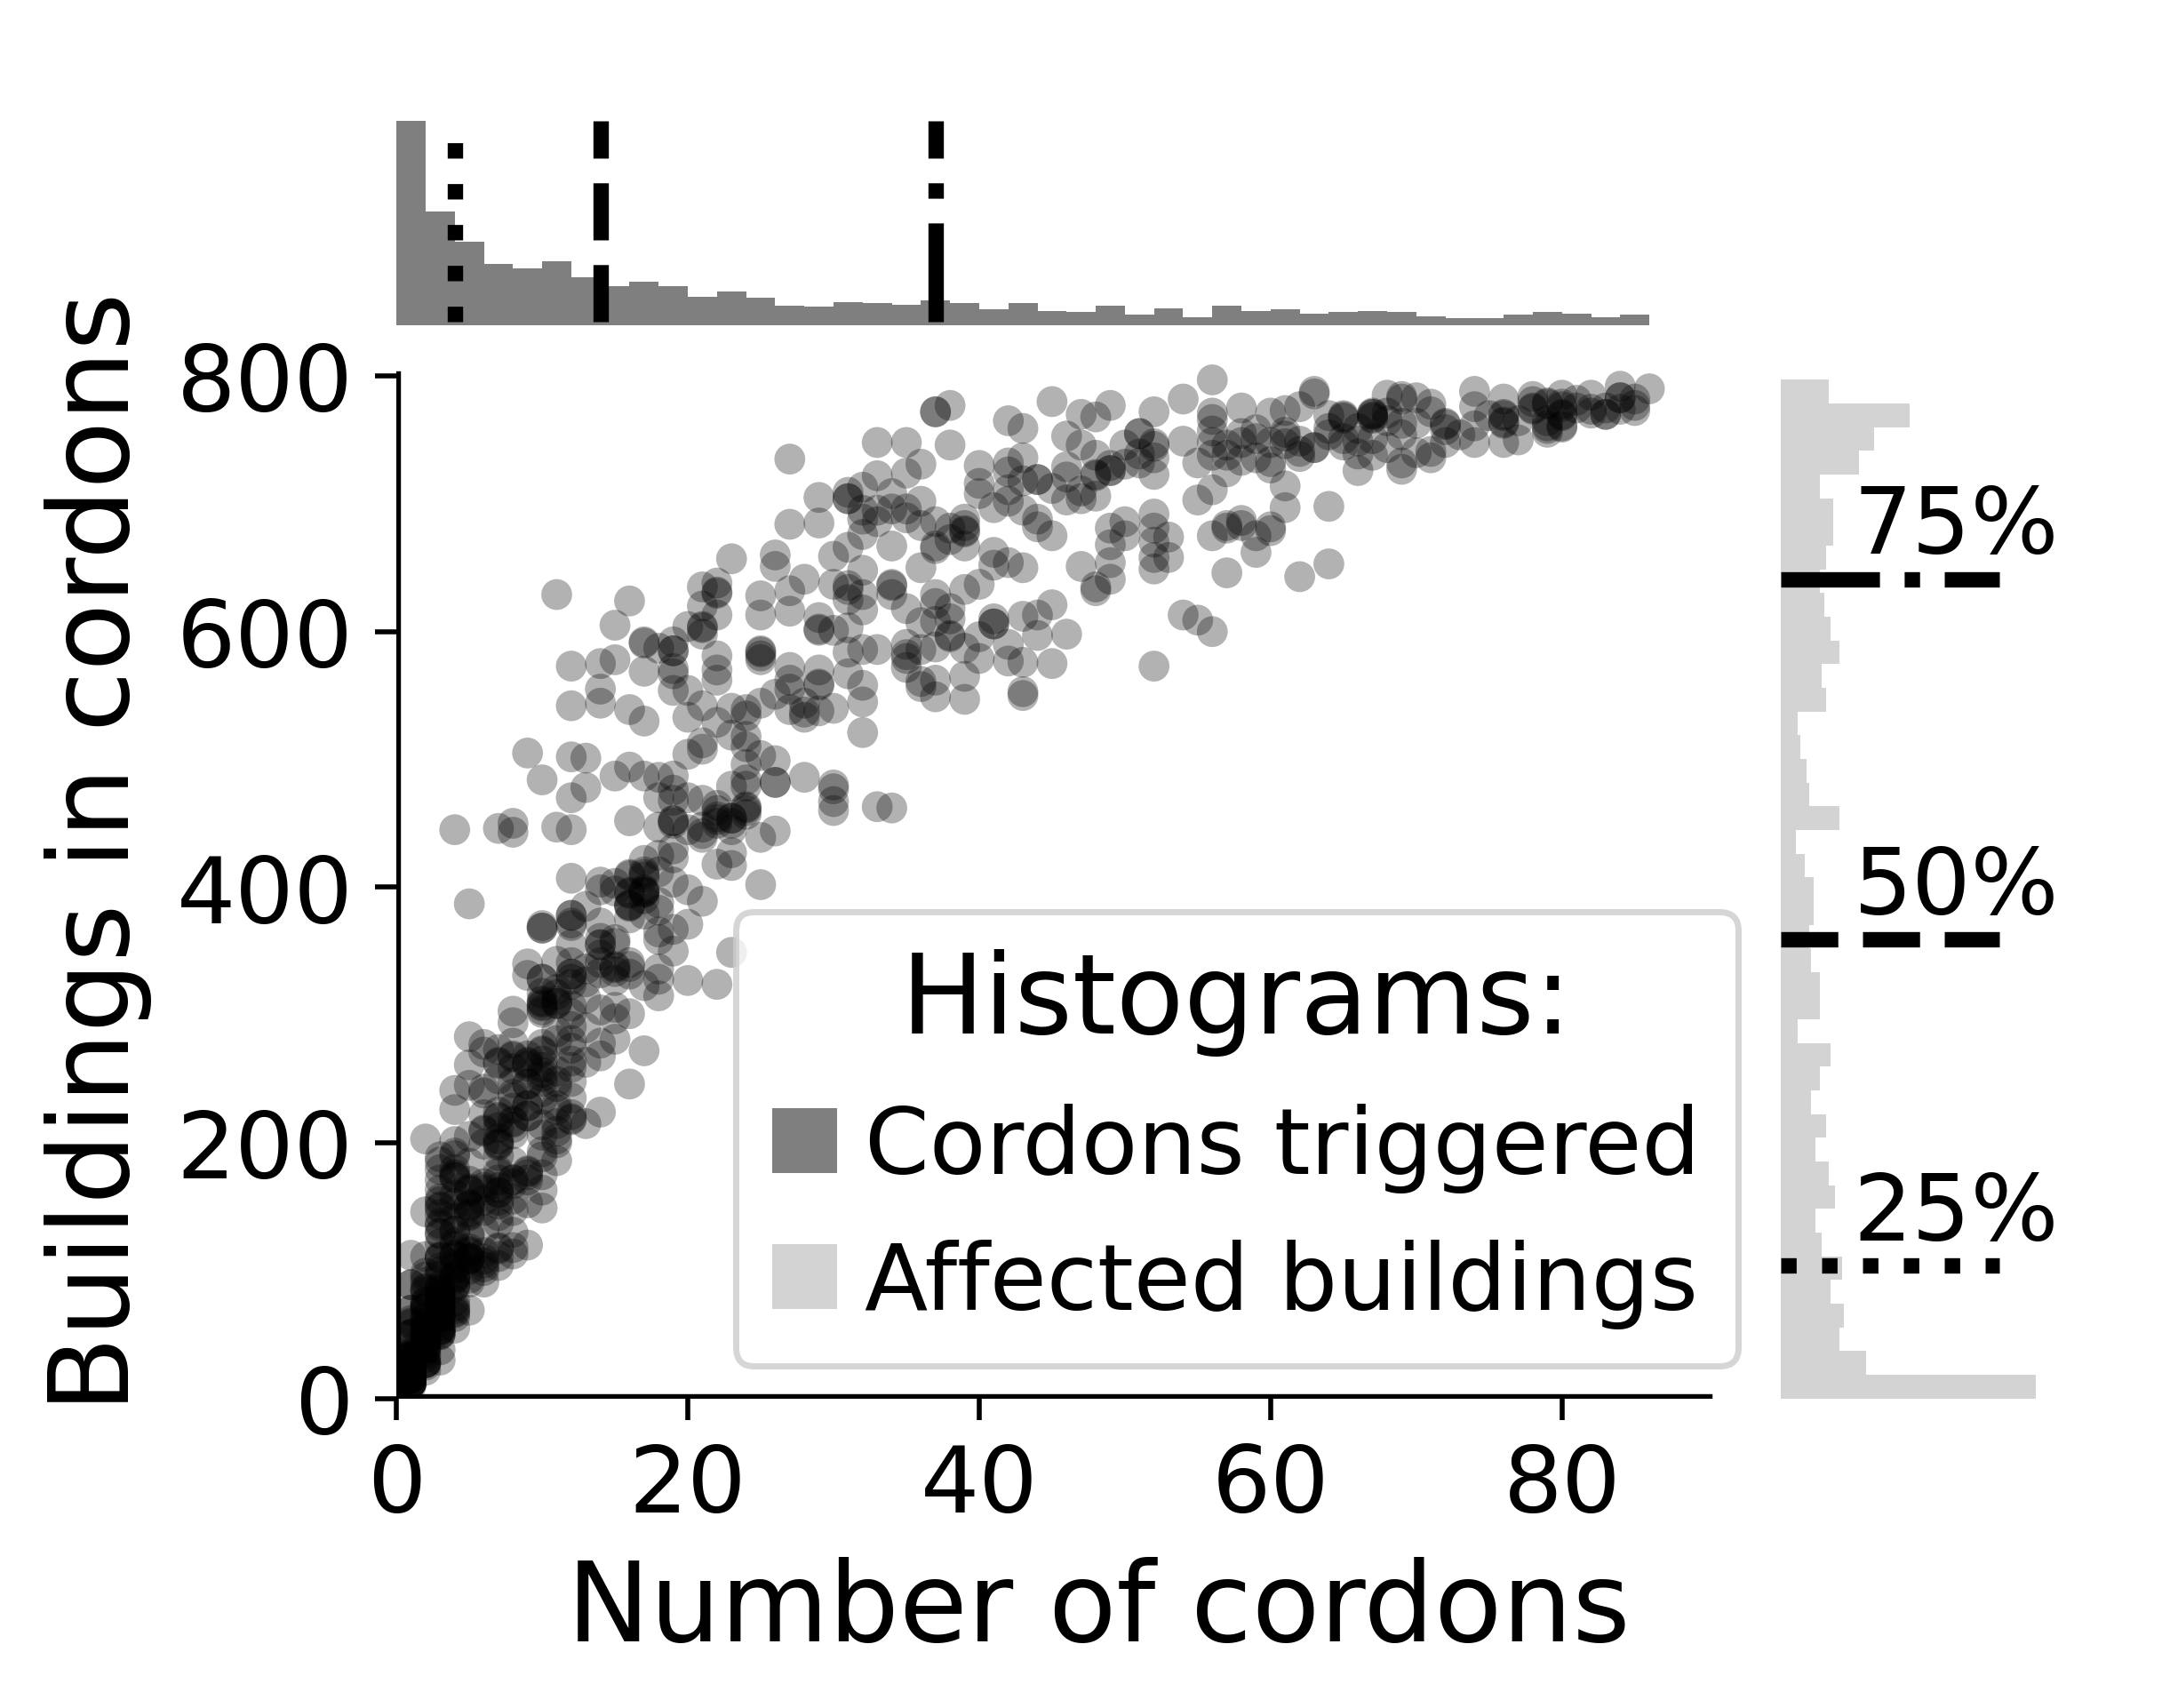 Buildings in cordons
800
600
400
200
0
0 20 40 60 80
Number of cordons
Histograms:
Cordons triggered
Affected buildings
75%
50%
25%